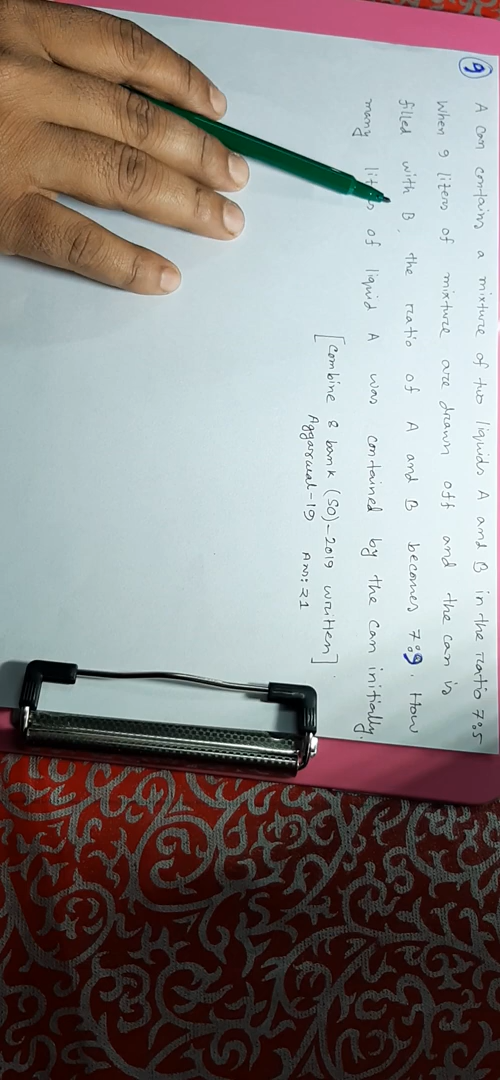 9 A can contains a mixture of two liquids A and B in the ratio 7:5
When 9 liters of mixture are drawn off and the can is
filled with B, the ratio of A and B becomes 7:9. How
many liters of liquid A was contained by the can initially.
[Combine 8 bank (SO)-2019 written]
Aggarwal-19 Ans: 21